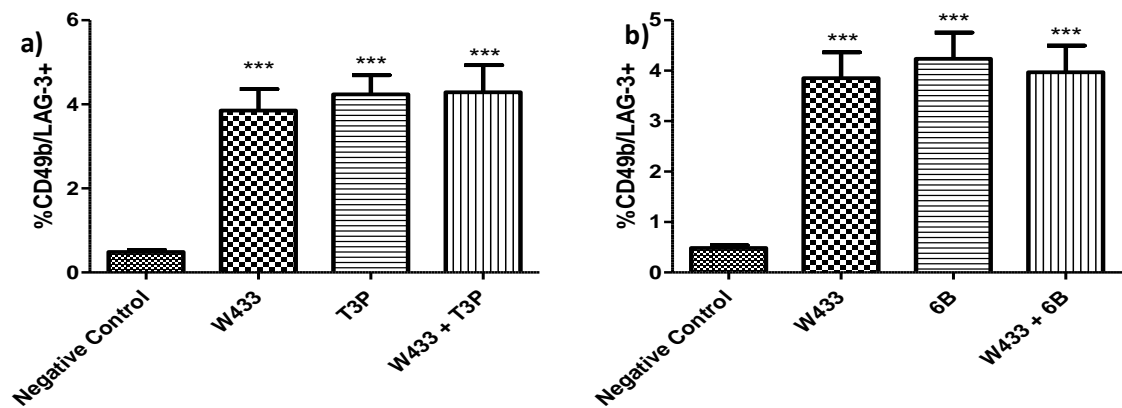 a)
%CD49b/LAG-3+
6
4
2
0
***
***
***
Negative Control
W433
T3P
W433 + T3P
b)
%CD49b/LAG-3+
5
4
3
2
1
0
***
***
***
Negative Control
W433
6B
W433 + 6B